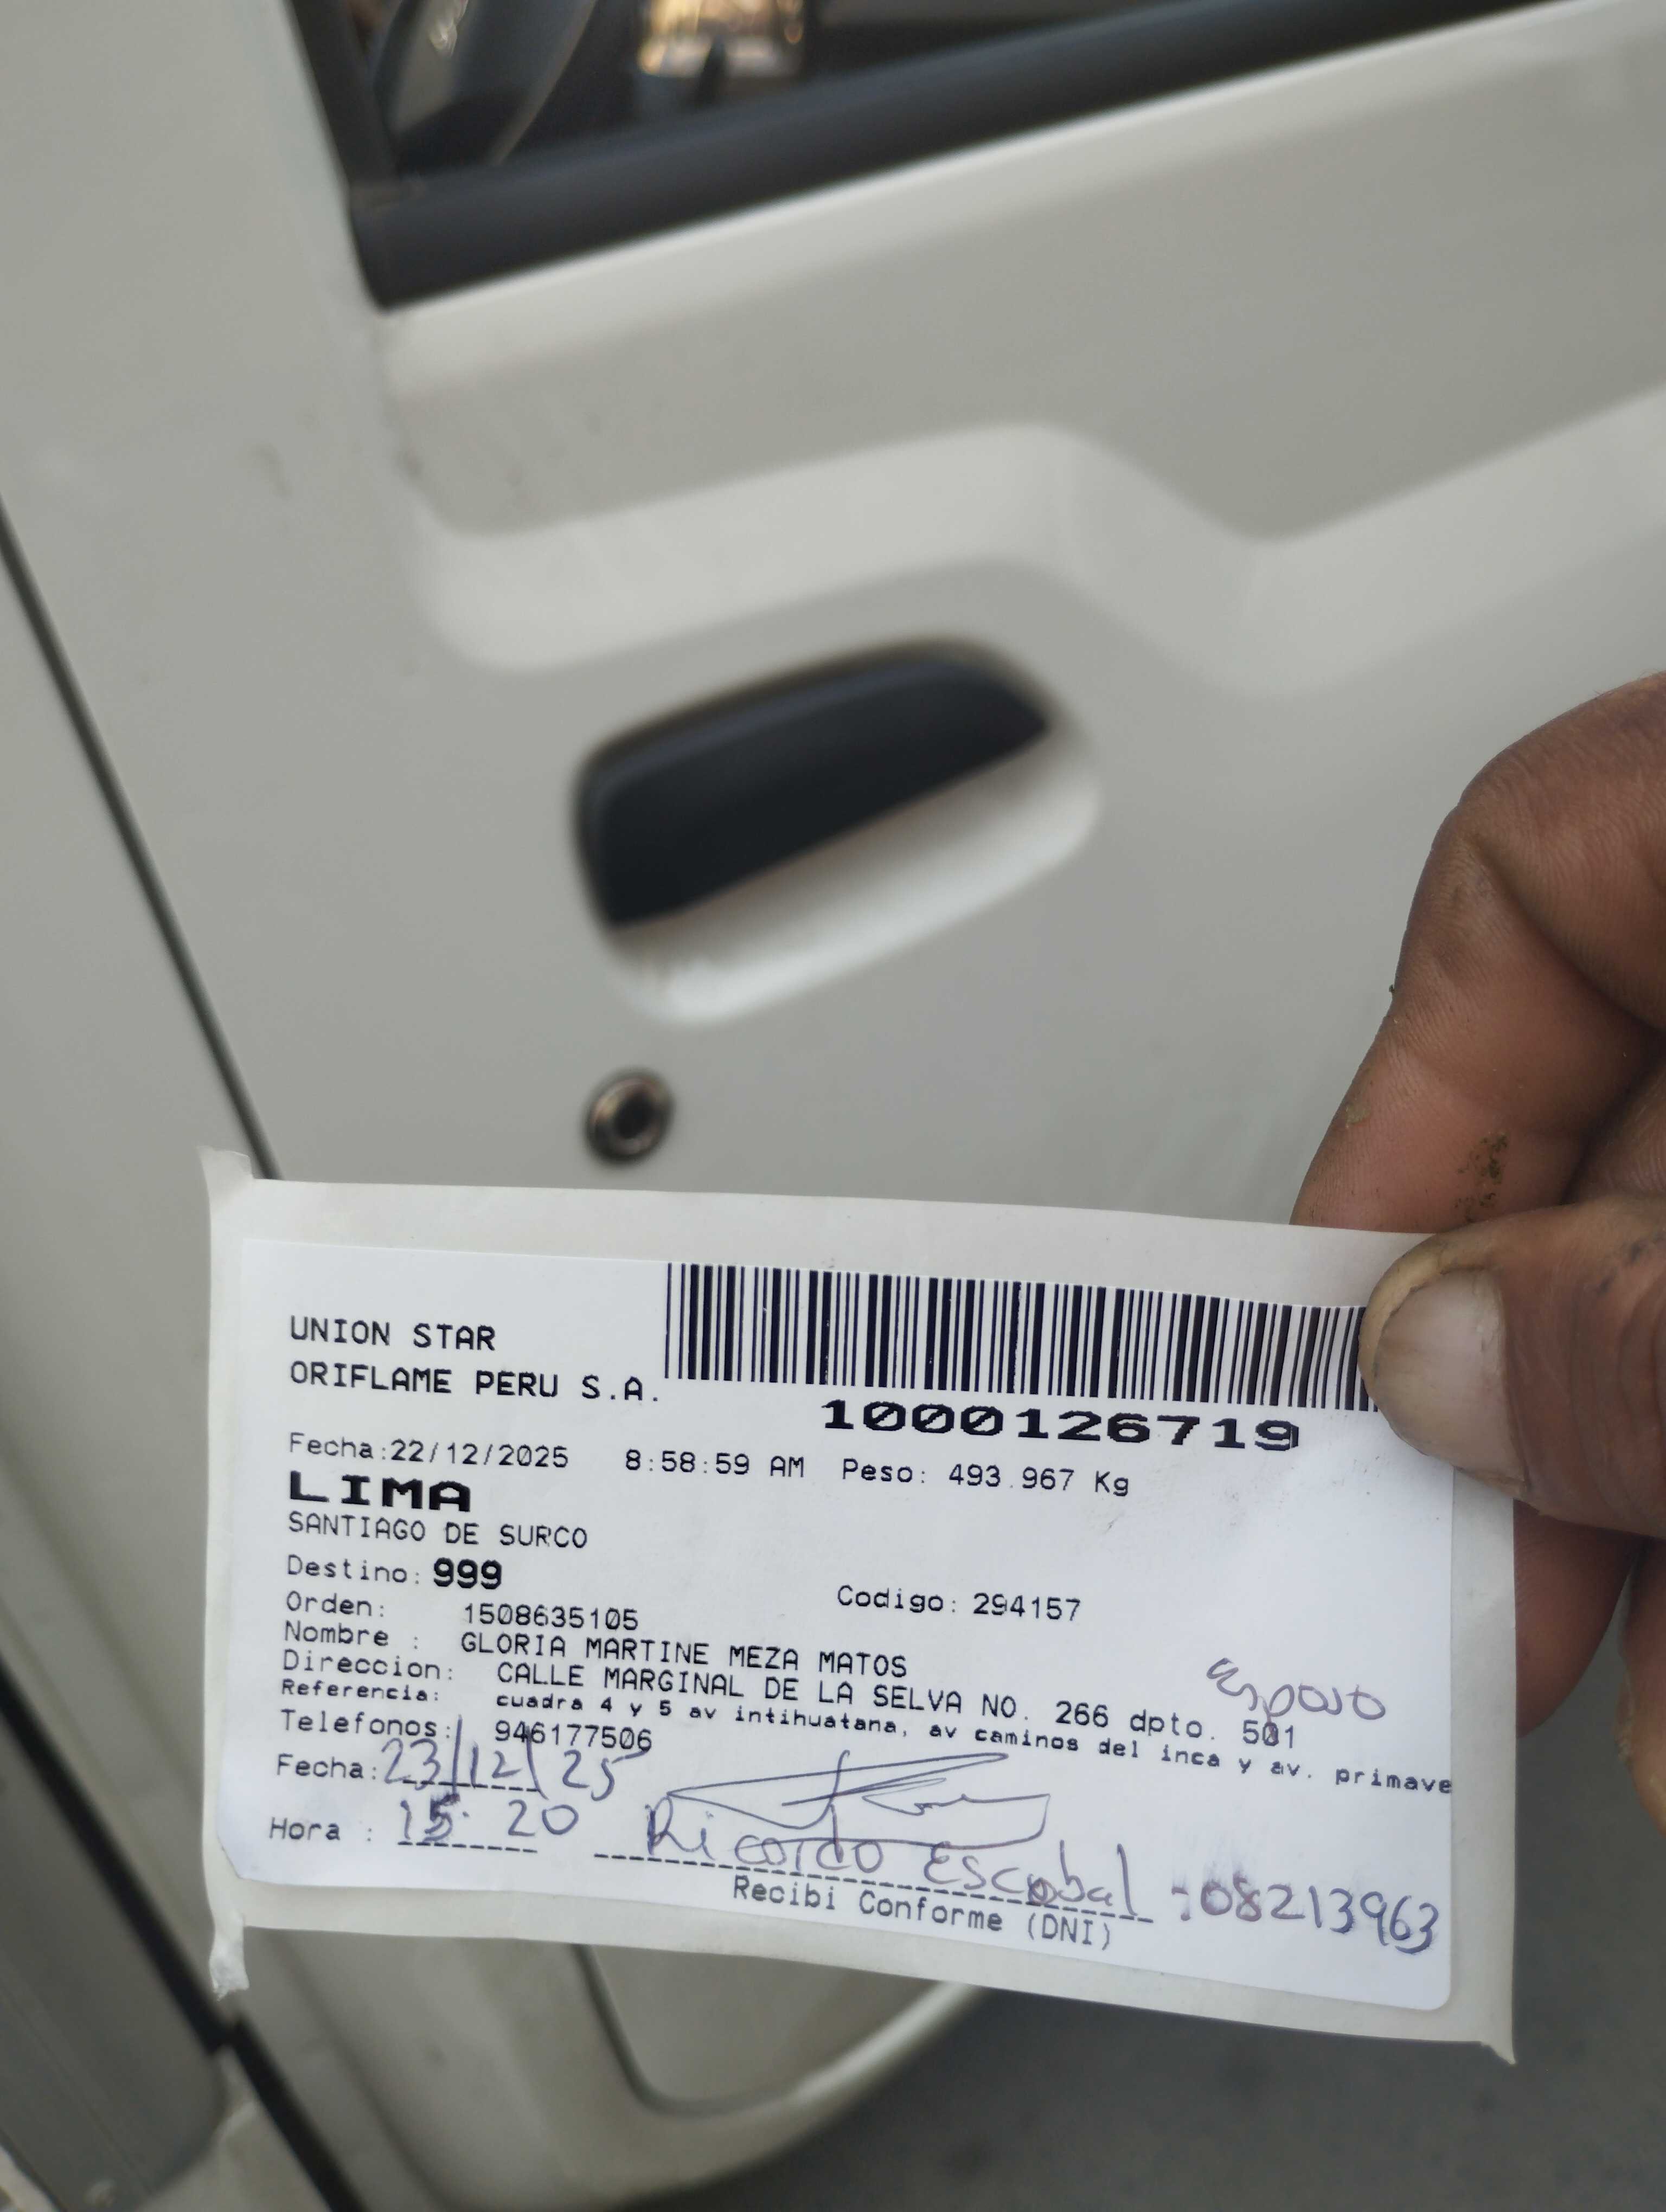 UNION STAR
ORIFLAME PERU S.A.
1000126719
Fecha:22/12/2025 8:58:59 AM Peso: 493.967 Kg
LIMA
SANTIAGO DE SURCO
Destino: 999
Codigo: 294157
Orden: 1508635105
Nombre : GLORIA MARTINE MEZA MATOS
Direccion: CALLE MARGINAL DE LA SELVA NO. 266 dpto. 501
Esposo
Referencia: cuadra 4 y 5 av intihuatana, av caminos del inca y av. primave
Telefonos: 946177506
Fecha: 23/12/25
Hora : 15:20
Ricardo Escobal : 08213963
Recibi Conforme (DNI)